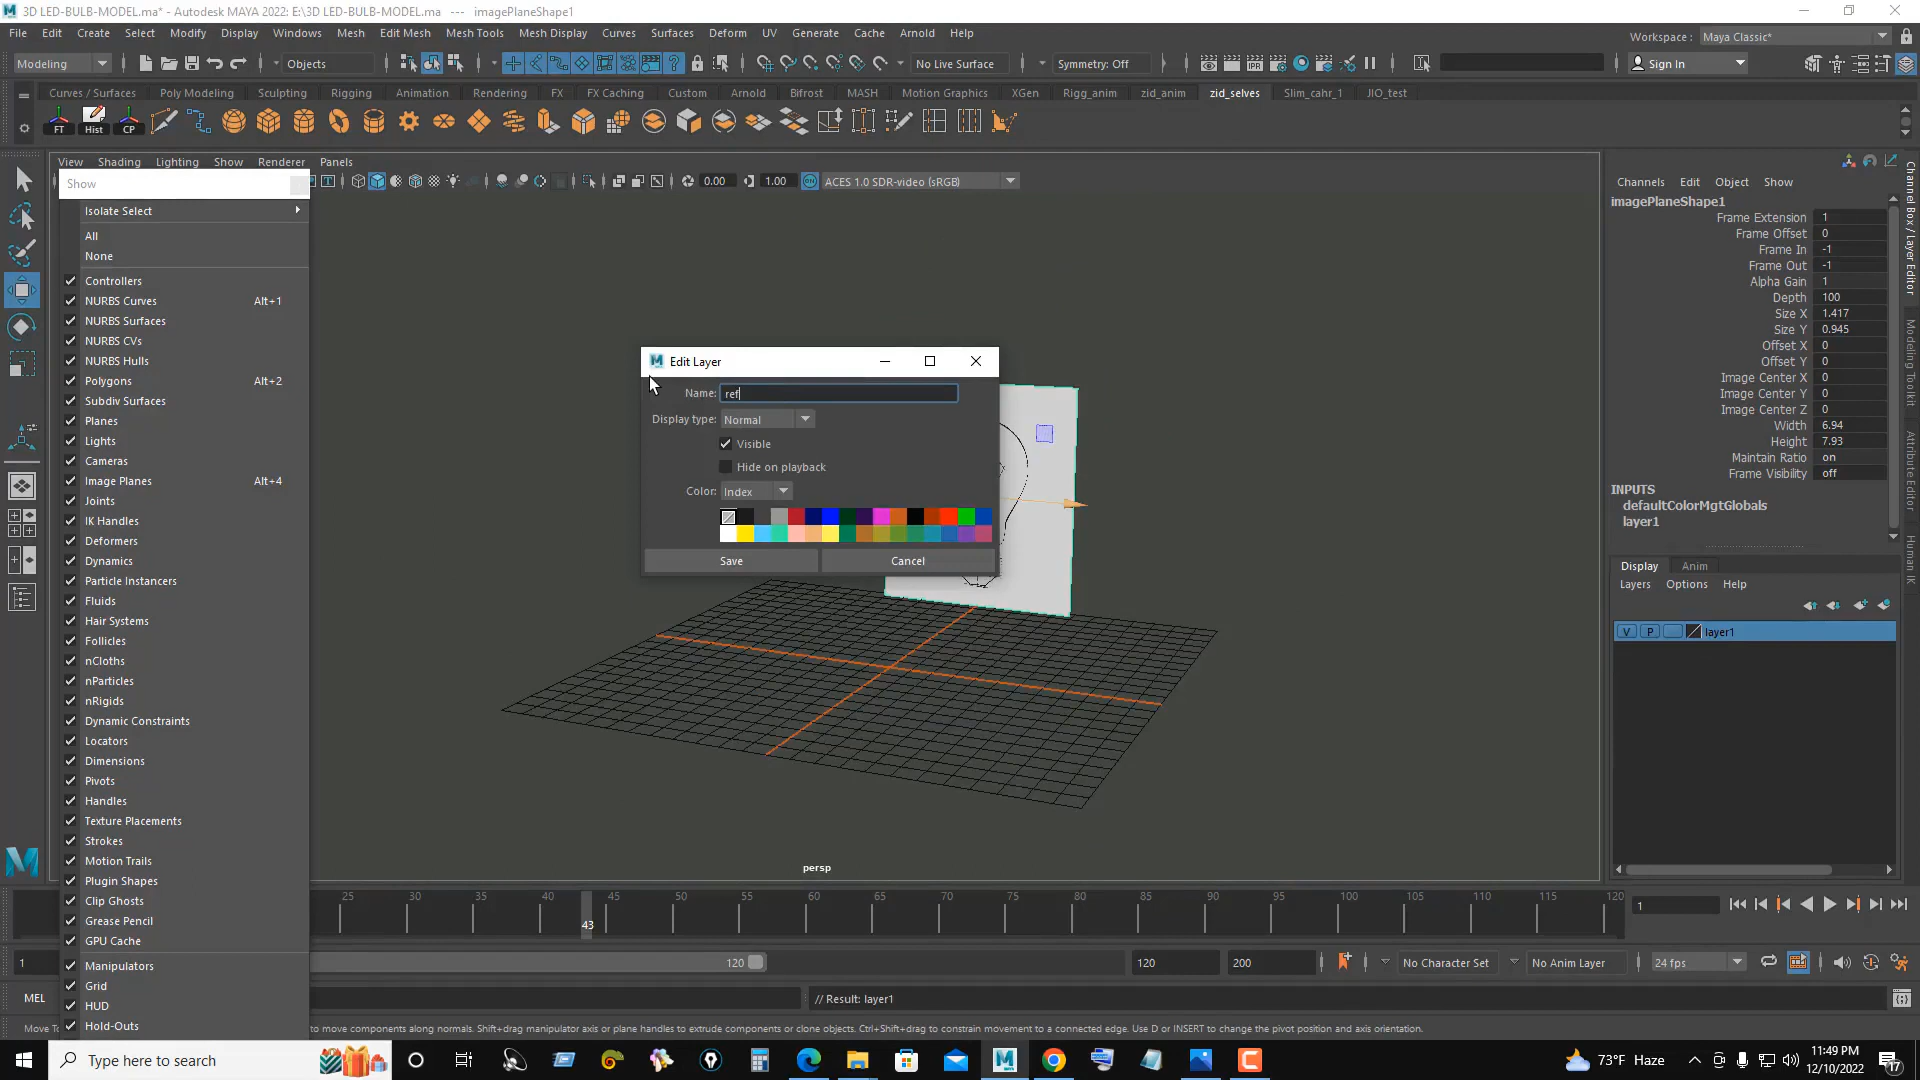 3D LED-BULB-MODEL.ma* - Autodesk MAYA 2022: E:\3D LED-BULB-MODEL.ma   ---   imagePlaneShape1
File Edit Create Select Modify Display Windows Mesh Edit Mesh Mesh Tools Mesh Display Curves Surfaces Deform UV Generate Cache Arnold Help
Workspace : Maya Classic*
Modeling Objects No Live Surface Symmetry: Off Sign In
Curves / Surfaces Poly Modeling Sculpting Rigging Animation Rendering FX FX Caching Custom Arnold Bifrost MASH Motion Graphics XGen Rigg_anim zid_anim zid_selves Slim_cahr_1 JIO_test
FT Hist CP
View Shading Lighting Show Renderer Panels
0.00 1.00 ON ACES 1.0 SDR-video (sRGB)
Show
Isolate Select
All
None
Controllers
NURBS Curves Alt+1
NURBS Surfaces
NURBS CVs
NURBS Hulls
Polygons Alt+2
Subdiv Surfaces
Planes
Lights
Cameras
Image Planes Alt+4
Joints
IK Handles
Deformers
Dynamics
Particle Instancers
Fluids
Hair Systems
Follicles
nCloths
nParticles
nRigids
Dynamic Constraints
Locators
Dimensions
Pivots
Handles
Texture Placements
Strokes
Motion Trails
Plugin Shapes
Clip Ghosts
Grease Pencil
GPU Cache
Manipulators
Grid
HUD
Hold-Outs
Edit Layer
Name: ref
Display type: Normal
Visible
Hide on playback
Color: Index
Save Cancel
persp
Channels Edit Object Show
imagePlaneShape1
Frame Extension 1
Frame Offset 0
Frame In -1
Frame Out -1
Alpha Gain 1
Depth 100
Size X 1.417
Size Y 0.945
Offset X 0
Offset Y 0
Image Center X 0
Image Center Y 0
Image Center Z 0
Width 6.94
Height 7.93
Maintain Ratio on
Frame Visibility off
INPUTS
defaultColorMgtGlobals
layer1
Display Anim
Layers Options Help
V P layer1
Channel Box / Layer Editor
Modeling Toolkit
Attribute Editor
Human IK
25 30 35 40 45 50 55 60 65 70 75 80 85 90 95 100 105 110 115 120
43
1
1 120 120 200 No Character Set No Anim Layer 24 fps
MEL // Result: layer1
Move To to move components along normals. Shift+drag manipulator axis or plane handles to extrude components or clone objects. Ctrl+Shift+drag to constrain movement to a connected edge. Use D or INSERT to change the pivot position and axis orientation.
Type here to search 73°F Haze 11:49 PM
12/10/2022
17